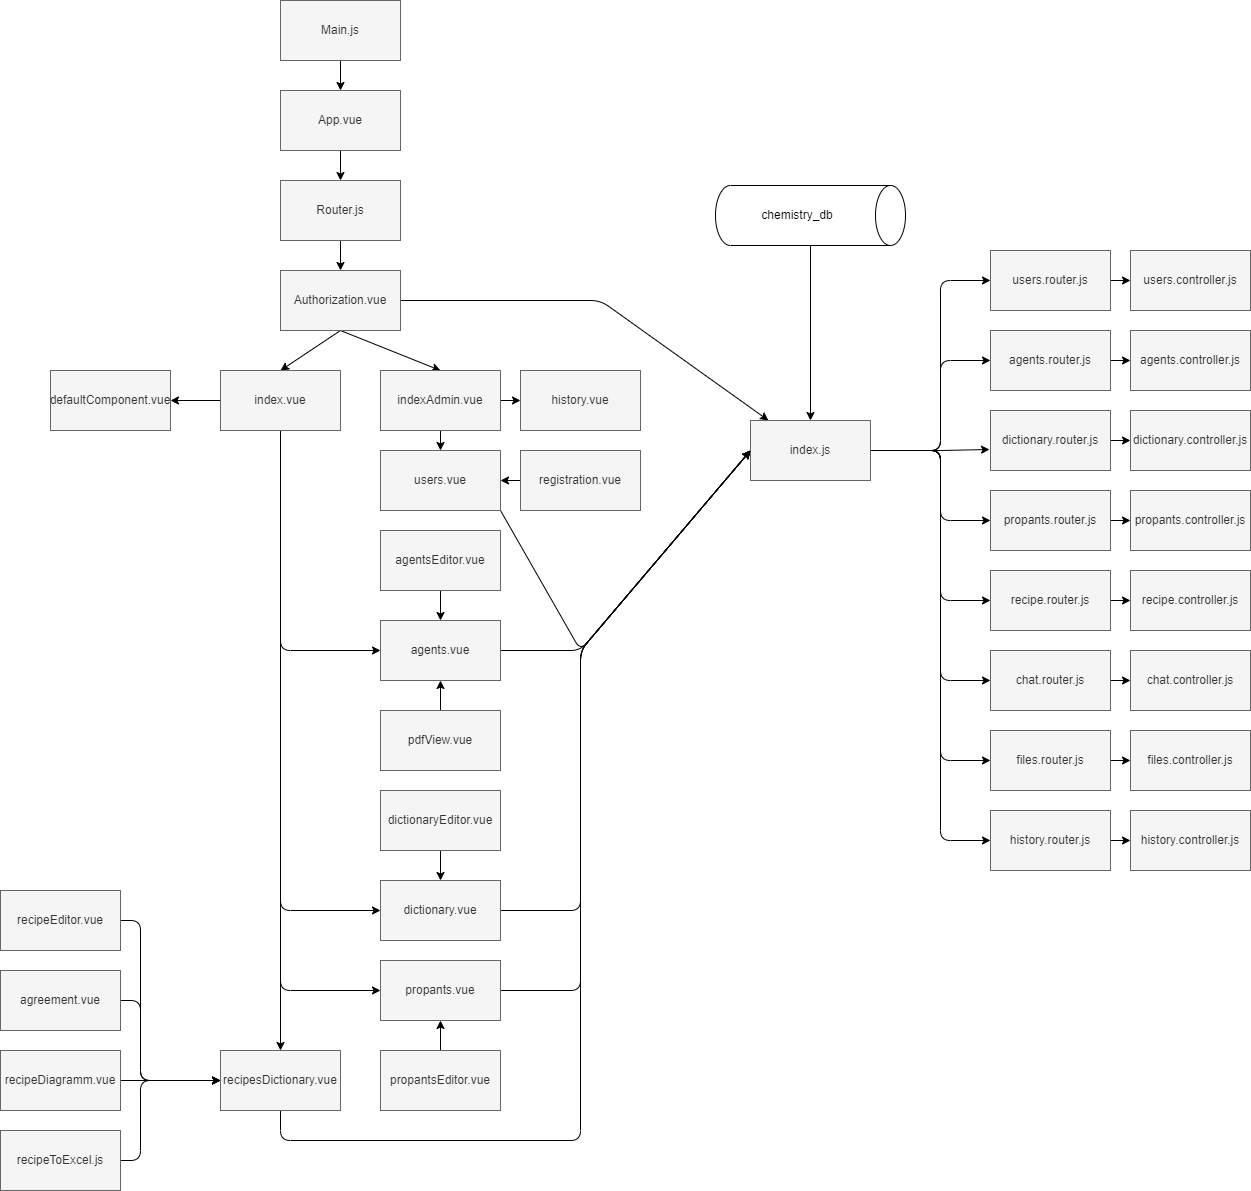 Main.js
App.vue
Router.js
chemistry_db
Authorization.vue
users.router.js
users.controller.js
agents.router.js
agents.controller.js
defaultComponent.vue
index.vue
indexAdmin.vue
history.vue
dictionary.router.js
dictionary.controller.js
index.js
users.vue
registration.vue
propants.router.js
propants.controller.js
agentsEditor.vue
recipe.router.js
recipe.controller.js
agents.vue
chat.router.js
chat.controller.js
pdfView.vue
files.router.js
files.controller.js
dictionaryEditor.vue
history.router.js
history.controller.js
dictionary.vue
recipeEditor.vue
propants.vue
agreement.vue
recipeDiagramm.vue
recipesDictionary.vue
propantsEditor.vue
recipeToExcel.js